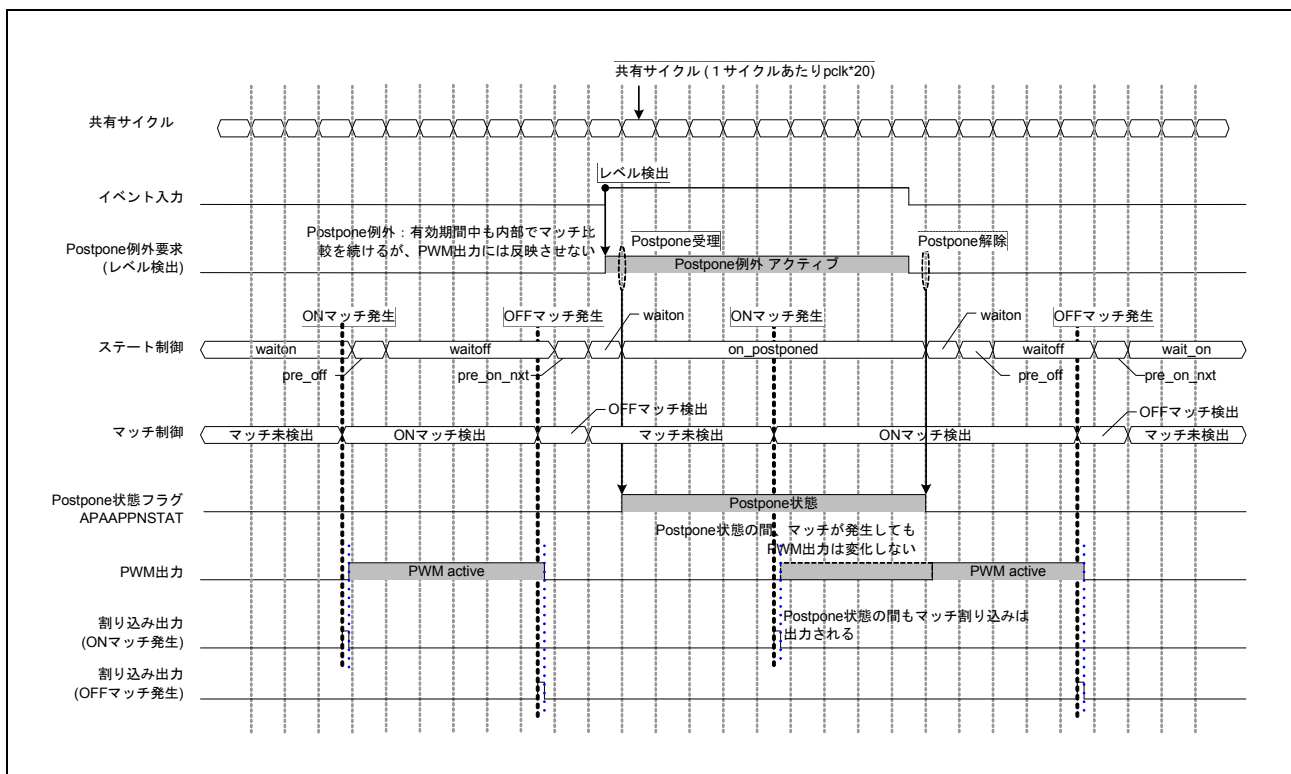 共有サイクル (１サイクルあたりpclk*20)
共有サイクル
レベル検出
イベント入力
Postpone例外：有効期間中も内部でマッチ比
較を続けるが、PWM出力には反映させない
Postpone受理
Postpone解除
Postpone例外要求
(レベル検出)
Postpone例外 アクティブ
ONマッチ発生
OFFマッチ発生
waiton
ONマッチ発生
waiton
OFFマッチ発生
ステート制御
waiton
waitoff
on_postponed
waitoff
wait_on
pre_off
pre_on_nxt
pre_off
pre_on_nxt
OFFマッチ検出
OFFマッチ検出
マッチ制御
マッチ未検出
ONマッチ検出
マッチ未検出
ONマッチ検出
マッチ未検出
Postpone状態フラグ
APAAPPNSTAT
Postpone状態
Postpone状態の間、マッチが発生しても
PWM出力は変化しない
PWM出力
PWM active
PWM active
割り込み出力
(ONマッチ発生)
Postpone状態の間もマッチ割り込みは
出力される
割り込み出力
(OFFマッチ発生)